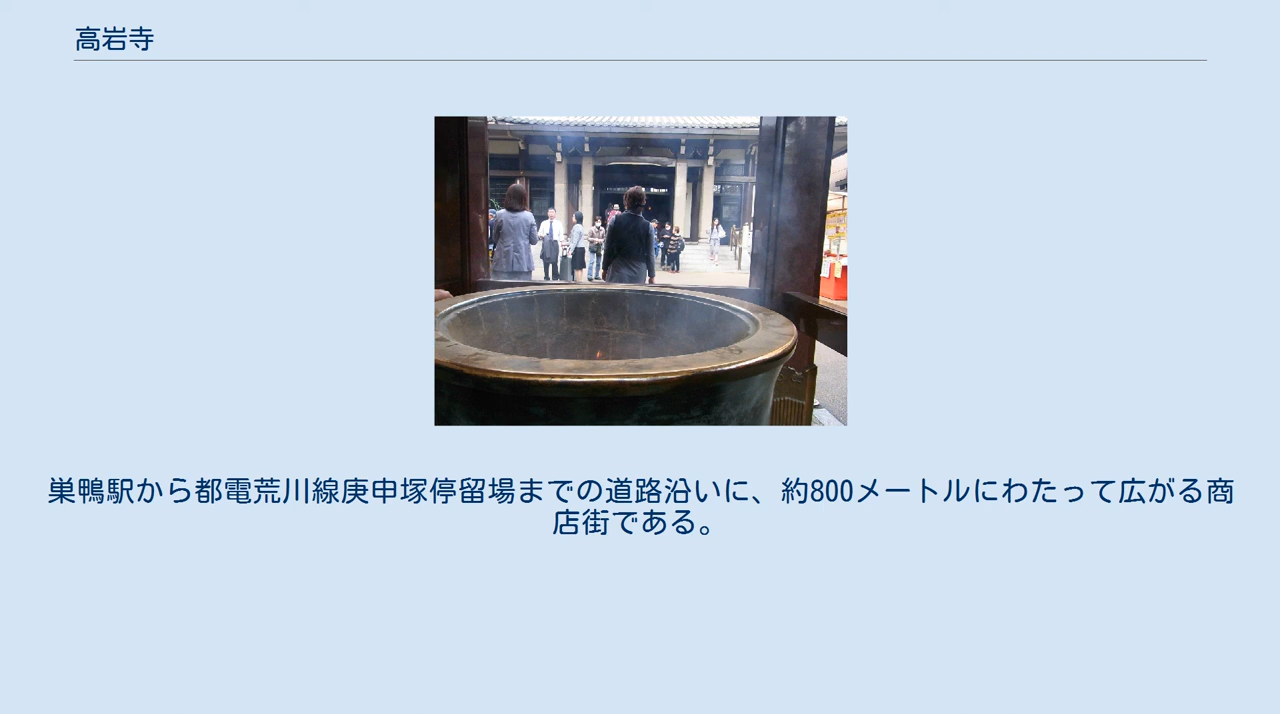 高岩寺
巣鴨駅から都電荒川線庚申塚停留場までの道路沿いに、約800メートルにわたって広がる商
店街である。